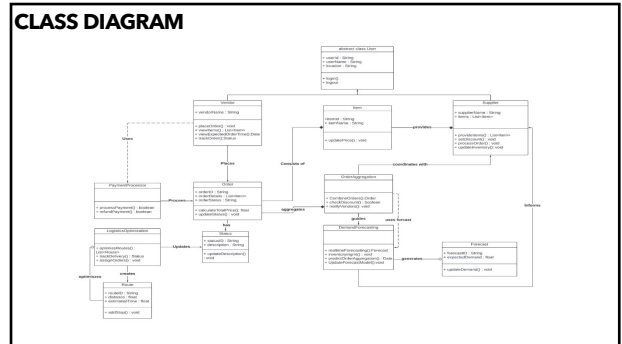 CLASS DIAGRAM
abstract class User
+ userId : String
+ userName : String
+ location : String
+ login()
+ logout
Vendor
+ vendorName : String
+ placeOrder() : void
+ viewItems() : List<Item>
+ viewExpectedOrderTime():Date
+ trackOrder():Status
Item
itemId : String
+ itemName : String
+ updatePrice() : void
Supplier
+ supplierName : String
+ items : List<Item>
+ provideItems() : List<Item>
+ setDiscount() : void
+ processOrder() : void
+ updateInventory() : void
Uses
Places
Consists of
provides
coordinates with
PaymentProcessor
+ processPayment() : boolean
+ refundPayment() : boolean
Process
Order
+ orderID : String
+ orderDetails : List<Item>
+ orderStatus : String
+ calculateTotalPrice() float
+ updateStatus() : void
aggregates
OrderAggregation
+ CombineOrders():Order
+ checkDiscount() : boolean
+ notifyVendors() : void
Informs
has
guides
uses forcast
LogisticsOptimization
+ optimizeRoutes() :
List<Route>
+ trackDelivery() : Status
+ assignOrder()
Updates
Status
+ statusID : String
+ description : String
+ updateDescription()
: void
DemandForecasting
+ realtimeForecasting():Forecast
+ predictOrderAggregation() : Date
+ UpdateForecastModel():void
generates
Forecast
+ forecastID : String
+ expectedDemand : float
+ updateDemand() : void
optimizes
creates
Route
+ routeID : String
+ distance : float
+ estimatedTime : float
+ addStop() : void